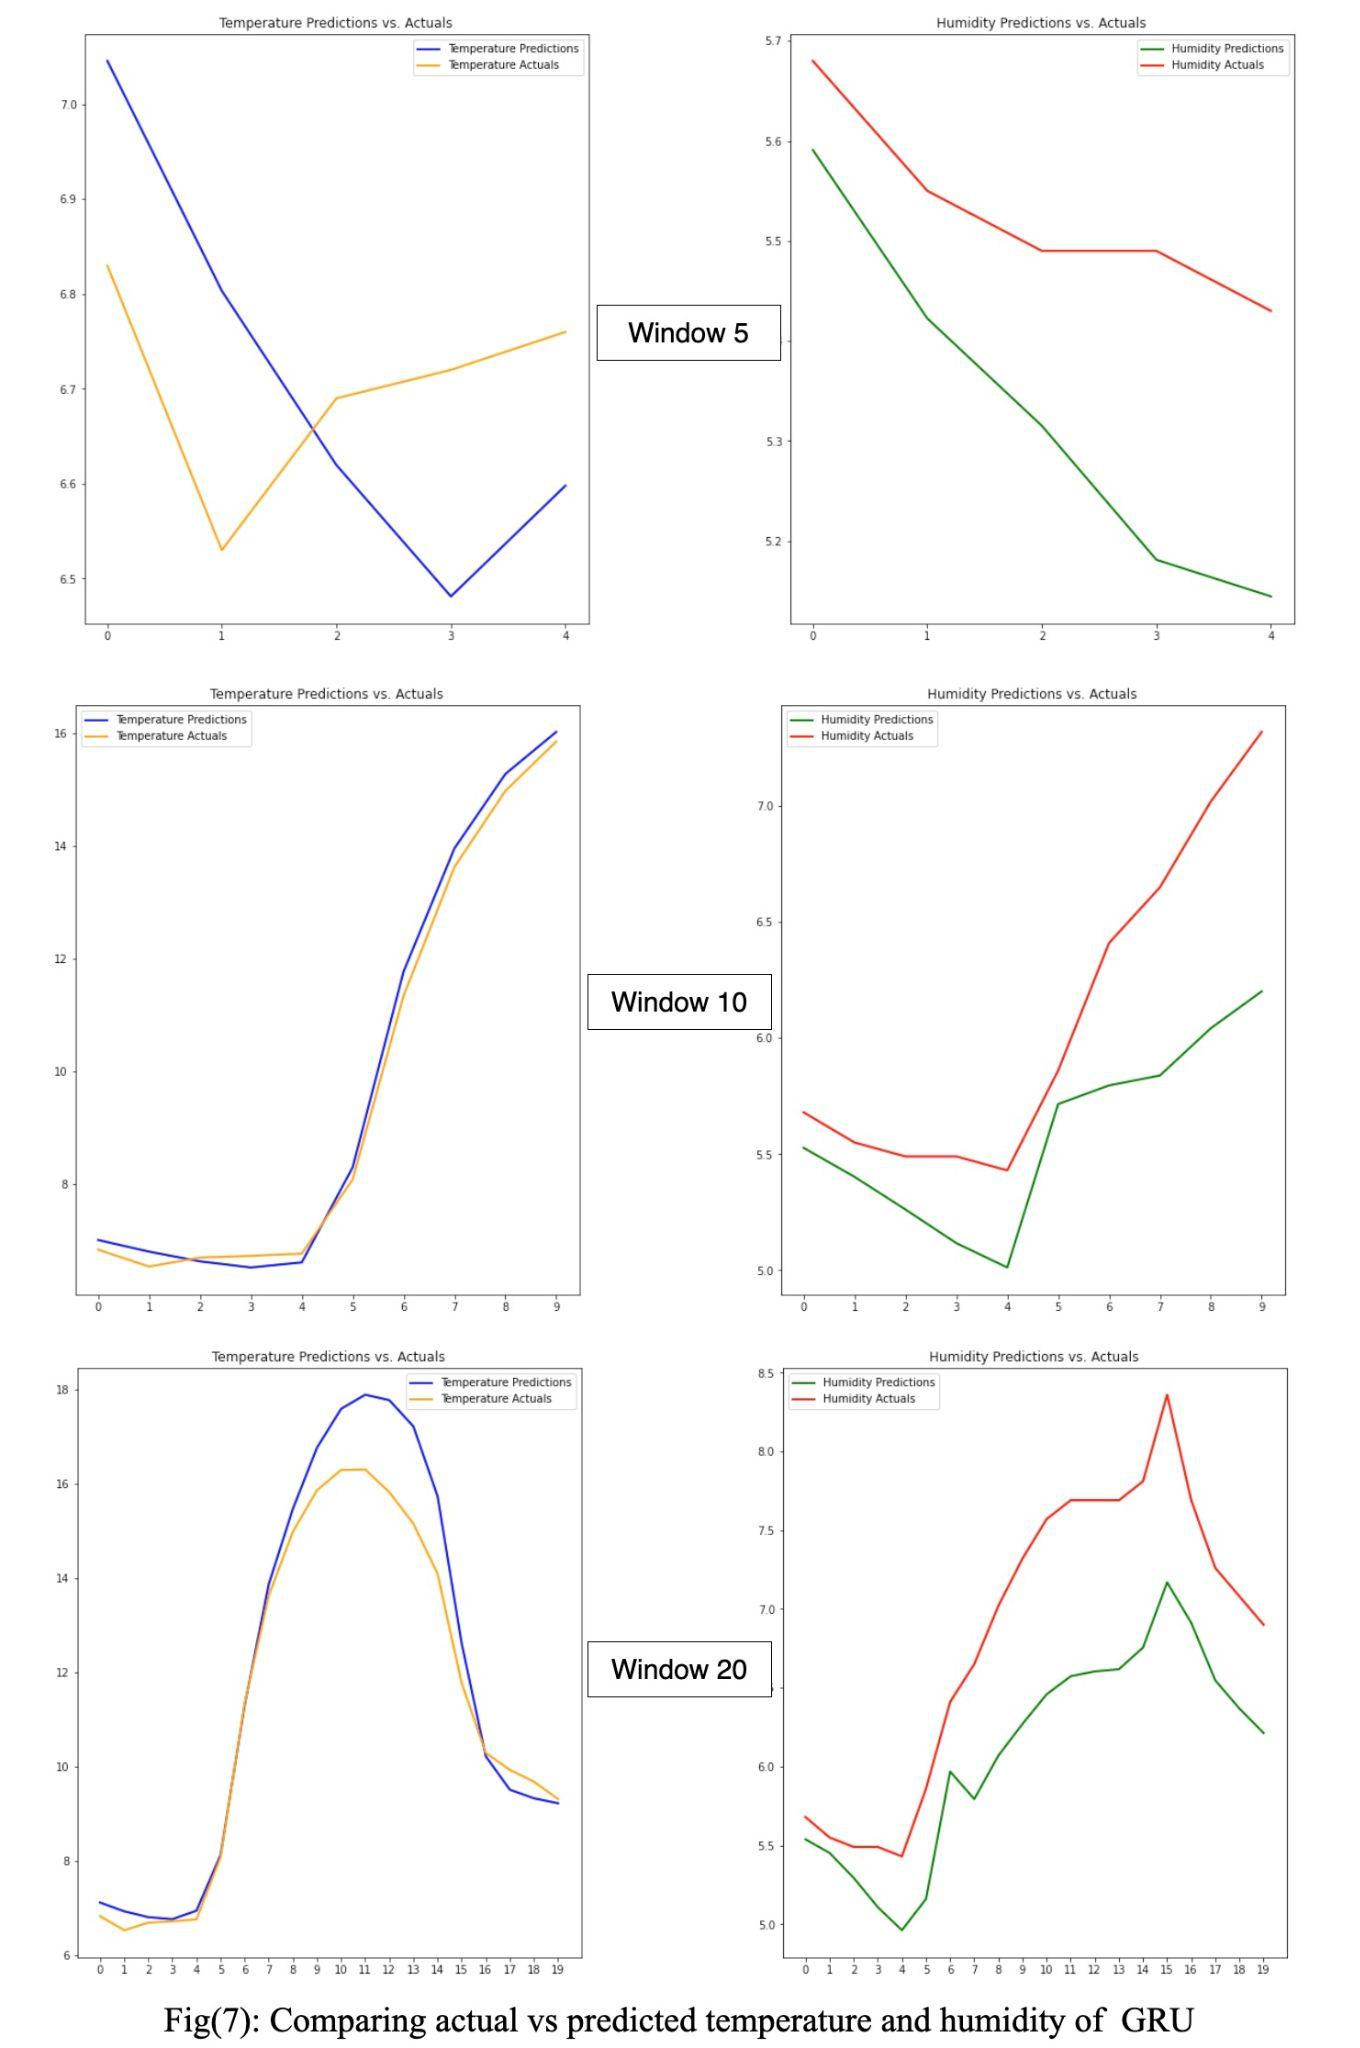 Temperature Predictions vs. Actuals
Temperature Predictions
Temperature Actuals
7.0
6.9
6.8
6.7
6.6
6.5
0 1 2 3 4
Humidity Predictions vs. Actuals
Humidity Predictions
Humidity Actuals
5.7
5.6
5.5
5.3
5.2
0 1 2 3 4
Window 5
Temperature Predictions vs. Actuals
Temperature Predictions
Temperature Actuals
16
14
12
10
8
0 1 2 3 4 5 6 7 8 9
Humidity Predictions vs. Actuals
Humidity Predictions
Humidity Actuals
7.0
6.5
6.0
5.5
5.0
0 1 2 3 4 5 6 7 8 9
Window 10
Temperature Predictions vs. Actuals
Temperature Predictions
Temperature Actuals
18
16
14
12
10
8
6
0 1 2 3 4 5 6 7 8 9 10 11 12 13 14 15 16 17 18 19
Humidity Predictions vs. Actuals
Humidity Predictions
Humidity Actuals
8.5
8.0
7.5
7.0
6.0
5.5
5.0
0 1 2 3 4 5 6 7 8 9 10 11 12 13 14 15 16 17 18 19
Window 20
Fig(7): Comparing actual vs predicted temperature and humidity of GRU